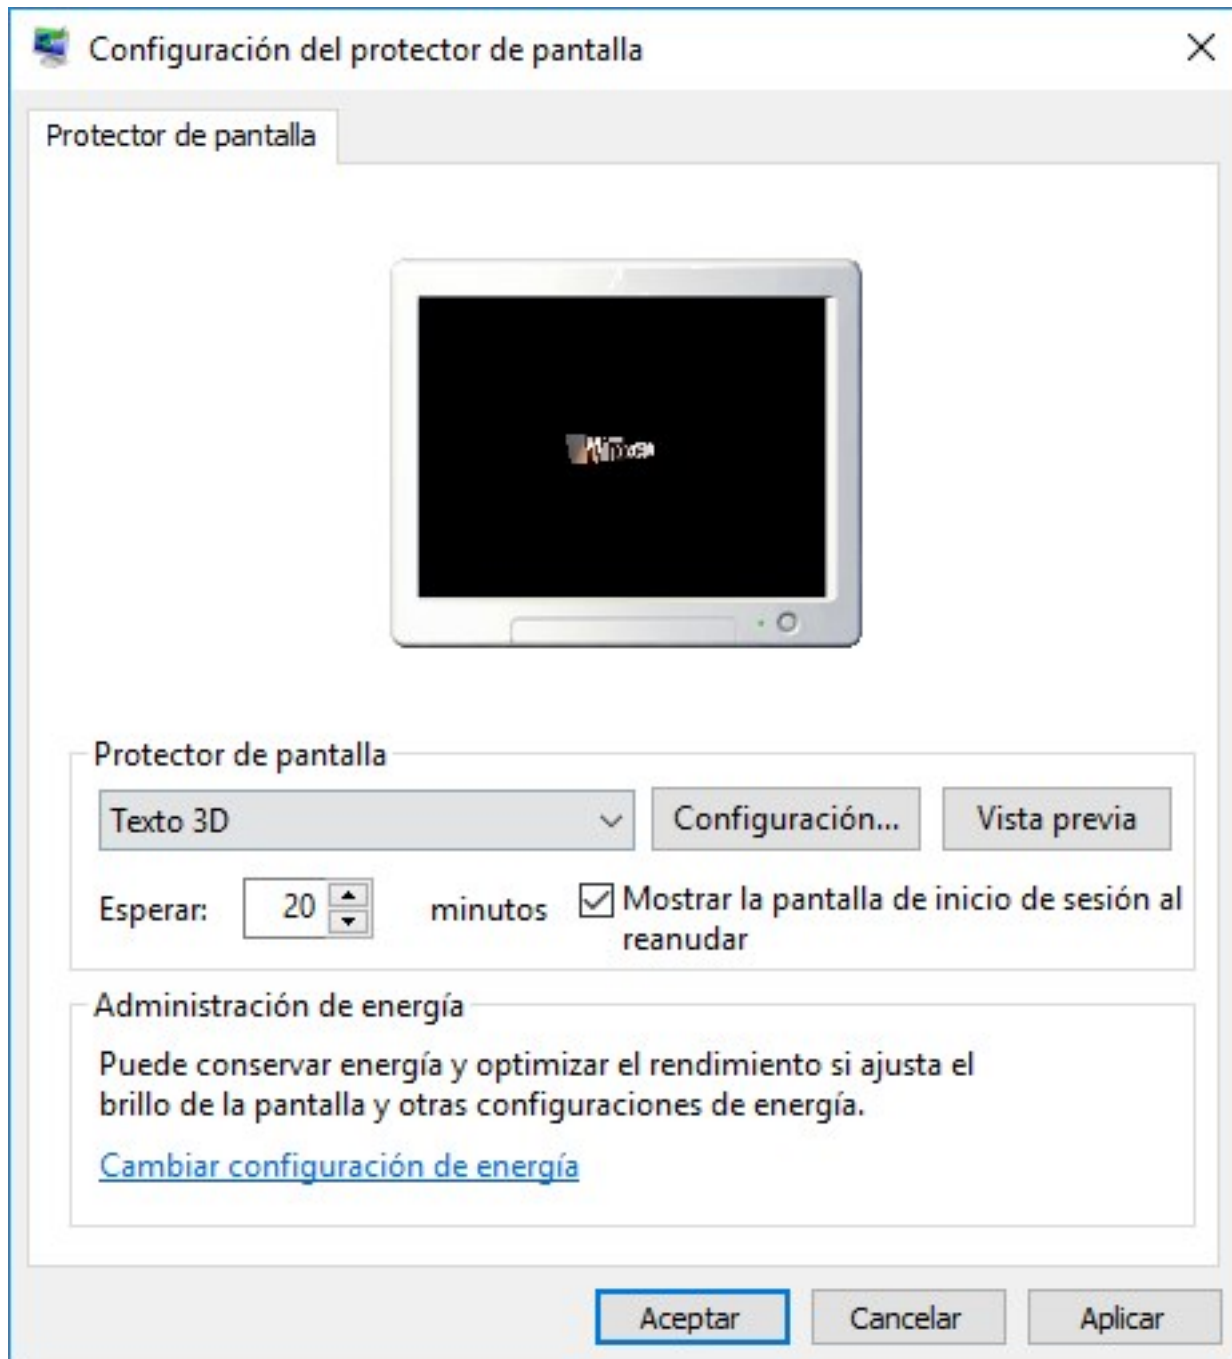 Configuración del protector de pantalla
Protector de pantalla
Protector de pantalla
Texto 3D
Configuración...
Vista previa
Esperar:
20
minutos
Mostrar la pantalla de inicio de sesión al
reanudar
Administración de energía
Puede conservar energía y optimizar el rendimiento si ajusta el
brillo de la pantalla y otras configuraciones de energía.
Cambiar configuración de energía
Aceptar
Cancelar
Aplicar